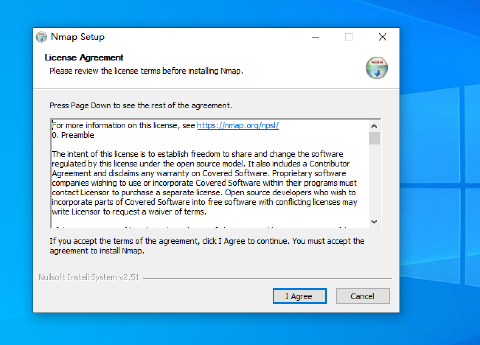 Nmap Setup
License Agreement
Please review the license terms before installing Nmap.
Press Page Down to see the rest of the agreement.
For more information on this license, see https://nmap.org/npsl/
0. Preamble
The intent of this license is to establish freedom to share and change the software
regulated by this license under the open source model. It also includes a Contributor
Agreement and disclaims any warranty on Covered Software. Proprietary software
companies wishing to use or incorporate Covered Software within their programs must
contact Licensor to purchase a separate license. Open source developers who wish to
incorporate parts of Covered Software into free software with conflicting licenses may
write Licensor to request a waiver of terms.
If you accept the terms of the agreement, click I Agree to continue. You must accept the
agreement to install Nmap.
Nullsoft Install System v2.51
I Agree
Cancel